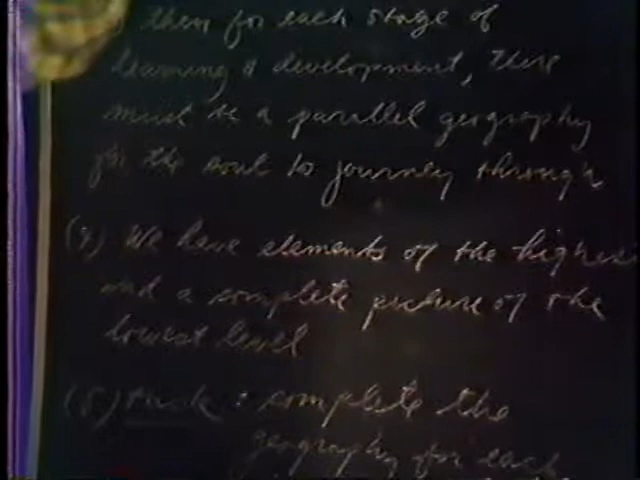 ) then for each stage of
learning & development, there
must be a parallel geography
for the soul to journey through
(4) We have elements of the higher
and a complete picture of the
lowest level
(5) task : complete the
geography for each